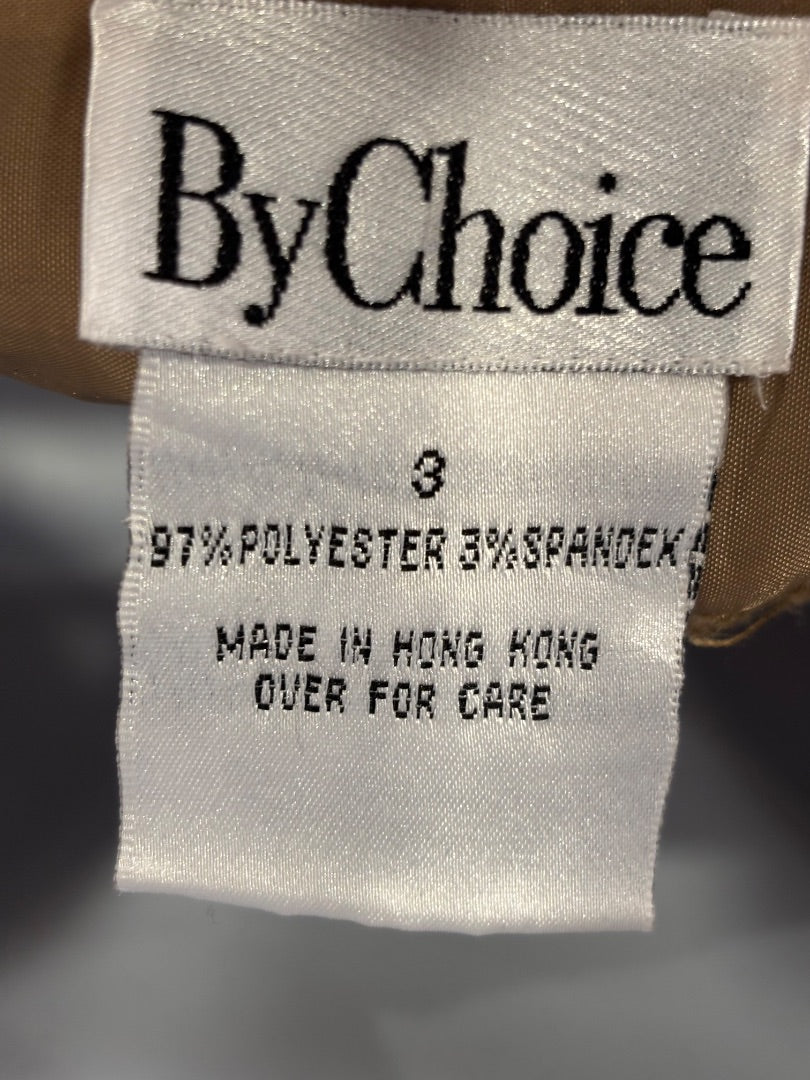 ByChoice
3
97% POLYESTER 3% SPANDEX
MADE IN HONG KONG
OVER FOR CARE